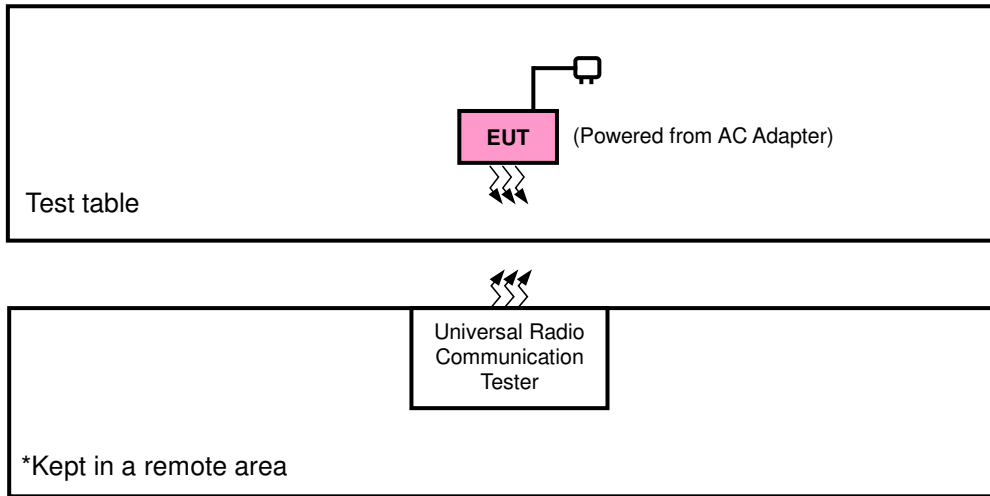 EUT
(Powered from AC Adapter)
Test table
Universal Radio
Communication
Tester
*Kept in a remote area